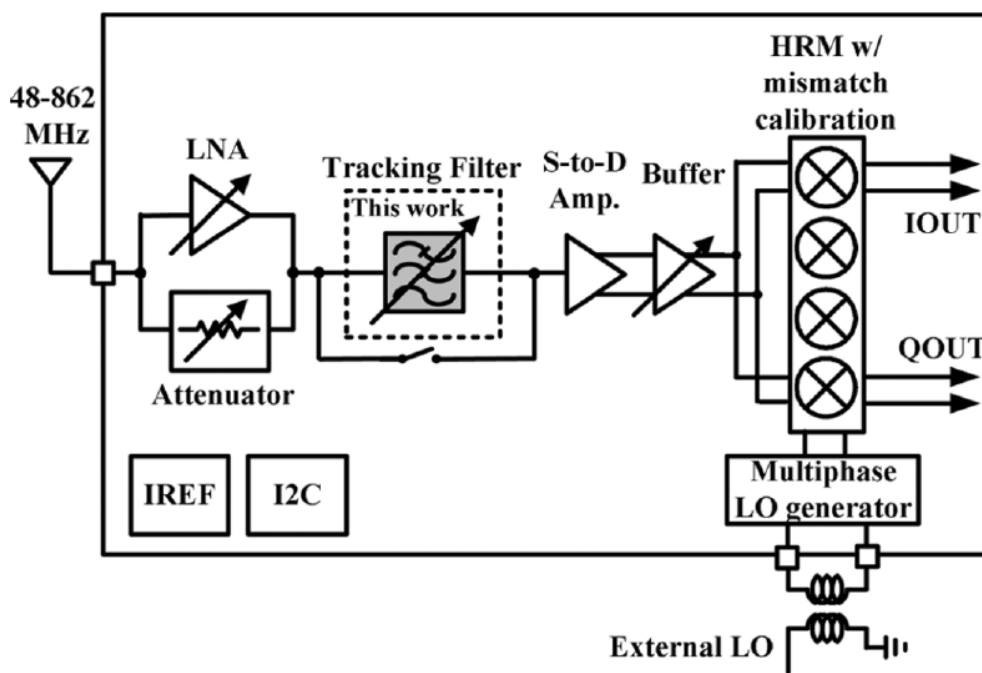 48-862
MHz
LNA
Attenuator
Tracking Filter
This work
S-to-D
Amp.
Buffer
HRM w/
mismatch
calibration
IOUT
QOUT
IREF
I2C
Multiphase
LO generator
External LO